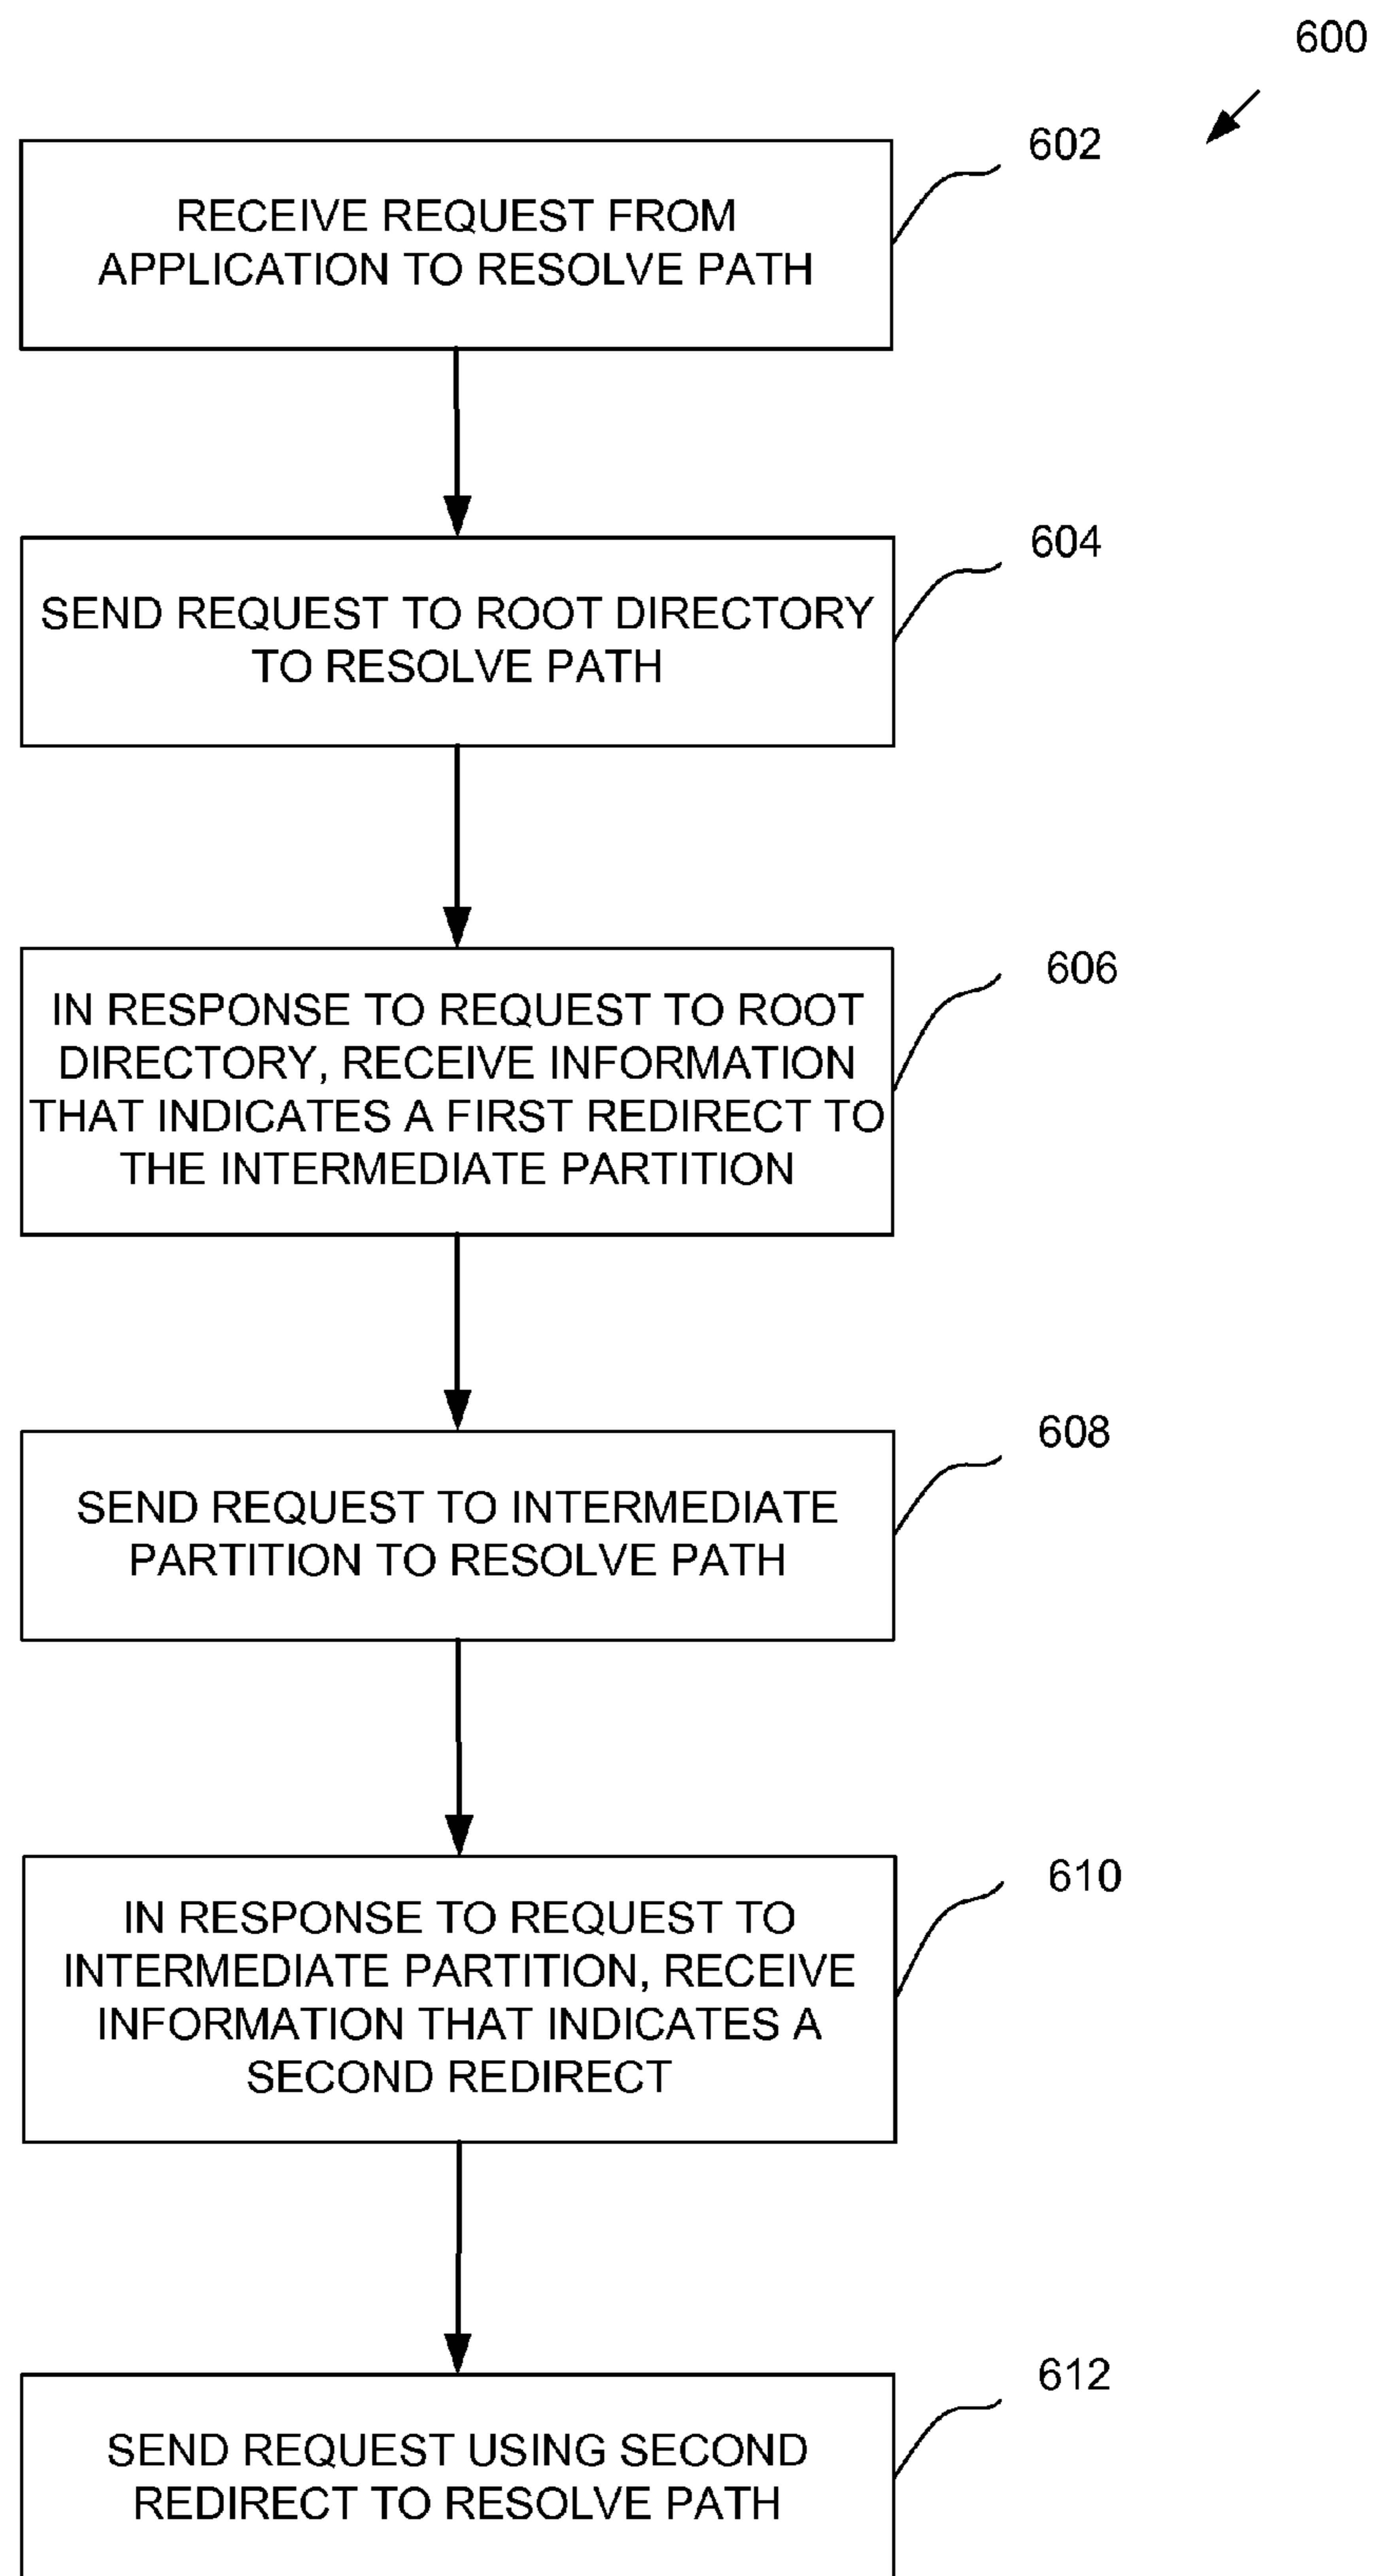 600
602
RECEIVE REQUEST FROM
APPLICATION TO RESOLVE PATH
604
SEND REQUEST TO ROOT DIRECTORY
TO RESOLVE PATH
606
IN RESPONSE TO REQUEST TO ROOT
DIRECTORY, RECEIVE INFORMATION
THAT INDICATES A FIRST REDIRECT TO
THE INTERMEDIATE PARTITION
608
SEND REQUEST TO INTERMEDIATE
PARTITION TO RESOLVE PATH
610
IN RESPONSE TO REQUEST TO
INTERMEDIATE PARTITION, RECEIVE
INFORMATION THAT INDICATES A
SECOND REDIRECT
612
SEND REQUEST USING SECOND
REDIRECT TO RESOLVE PATH